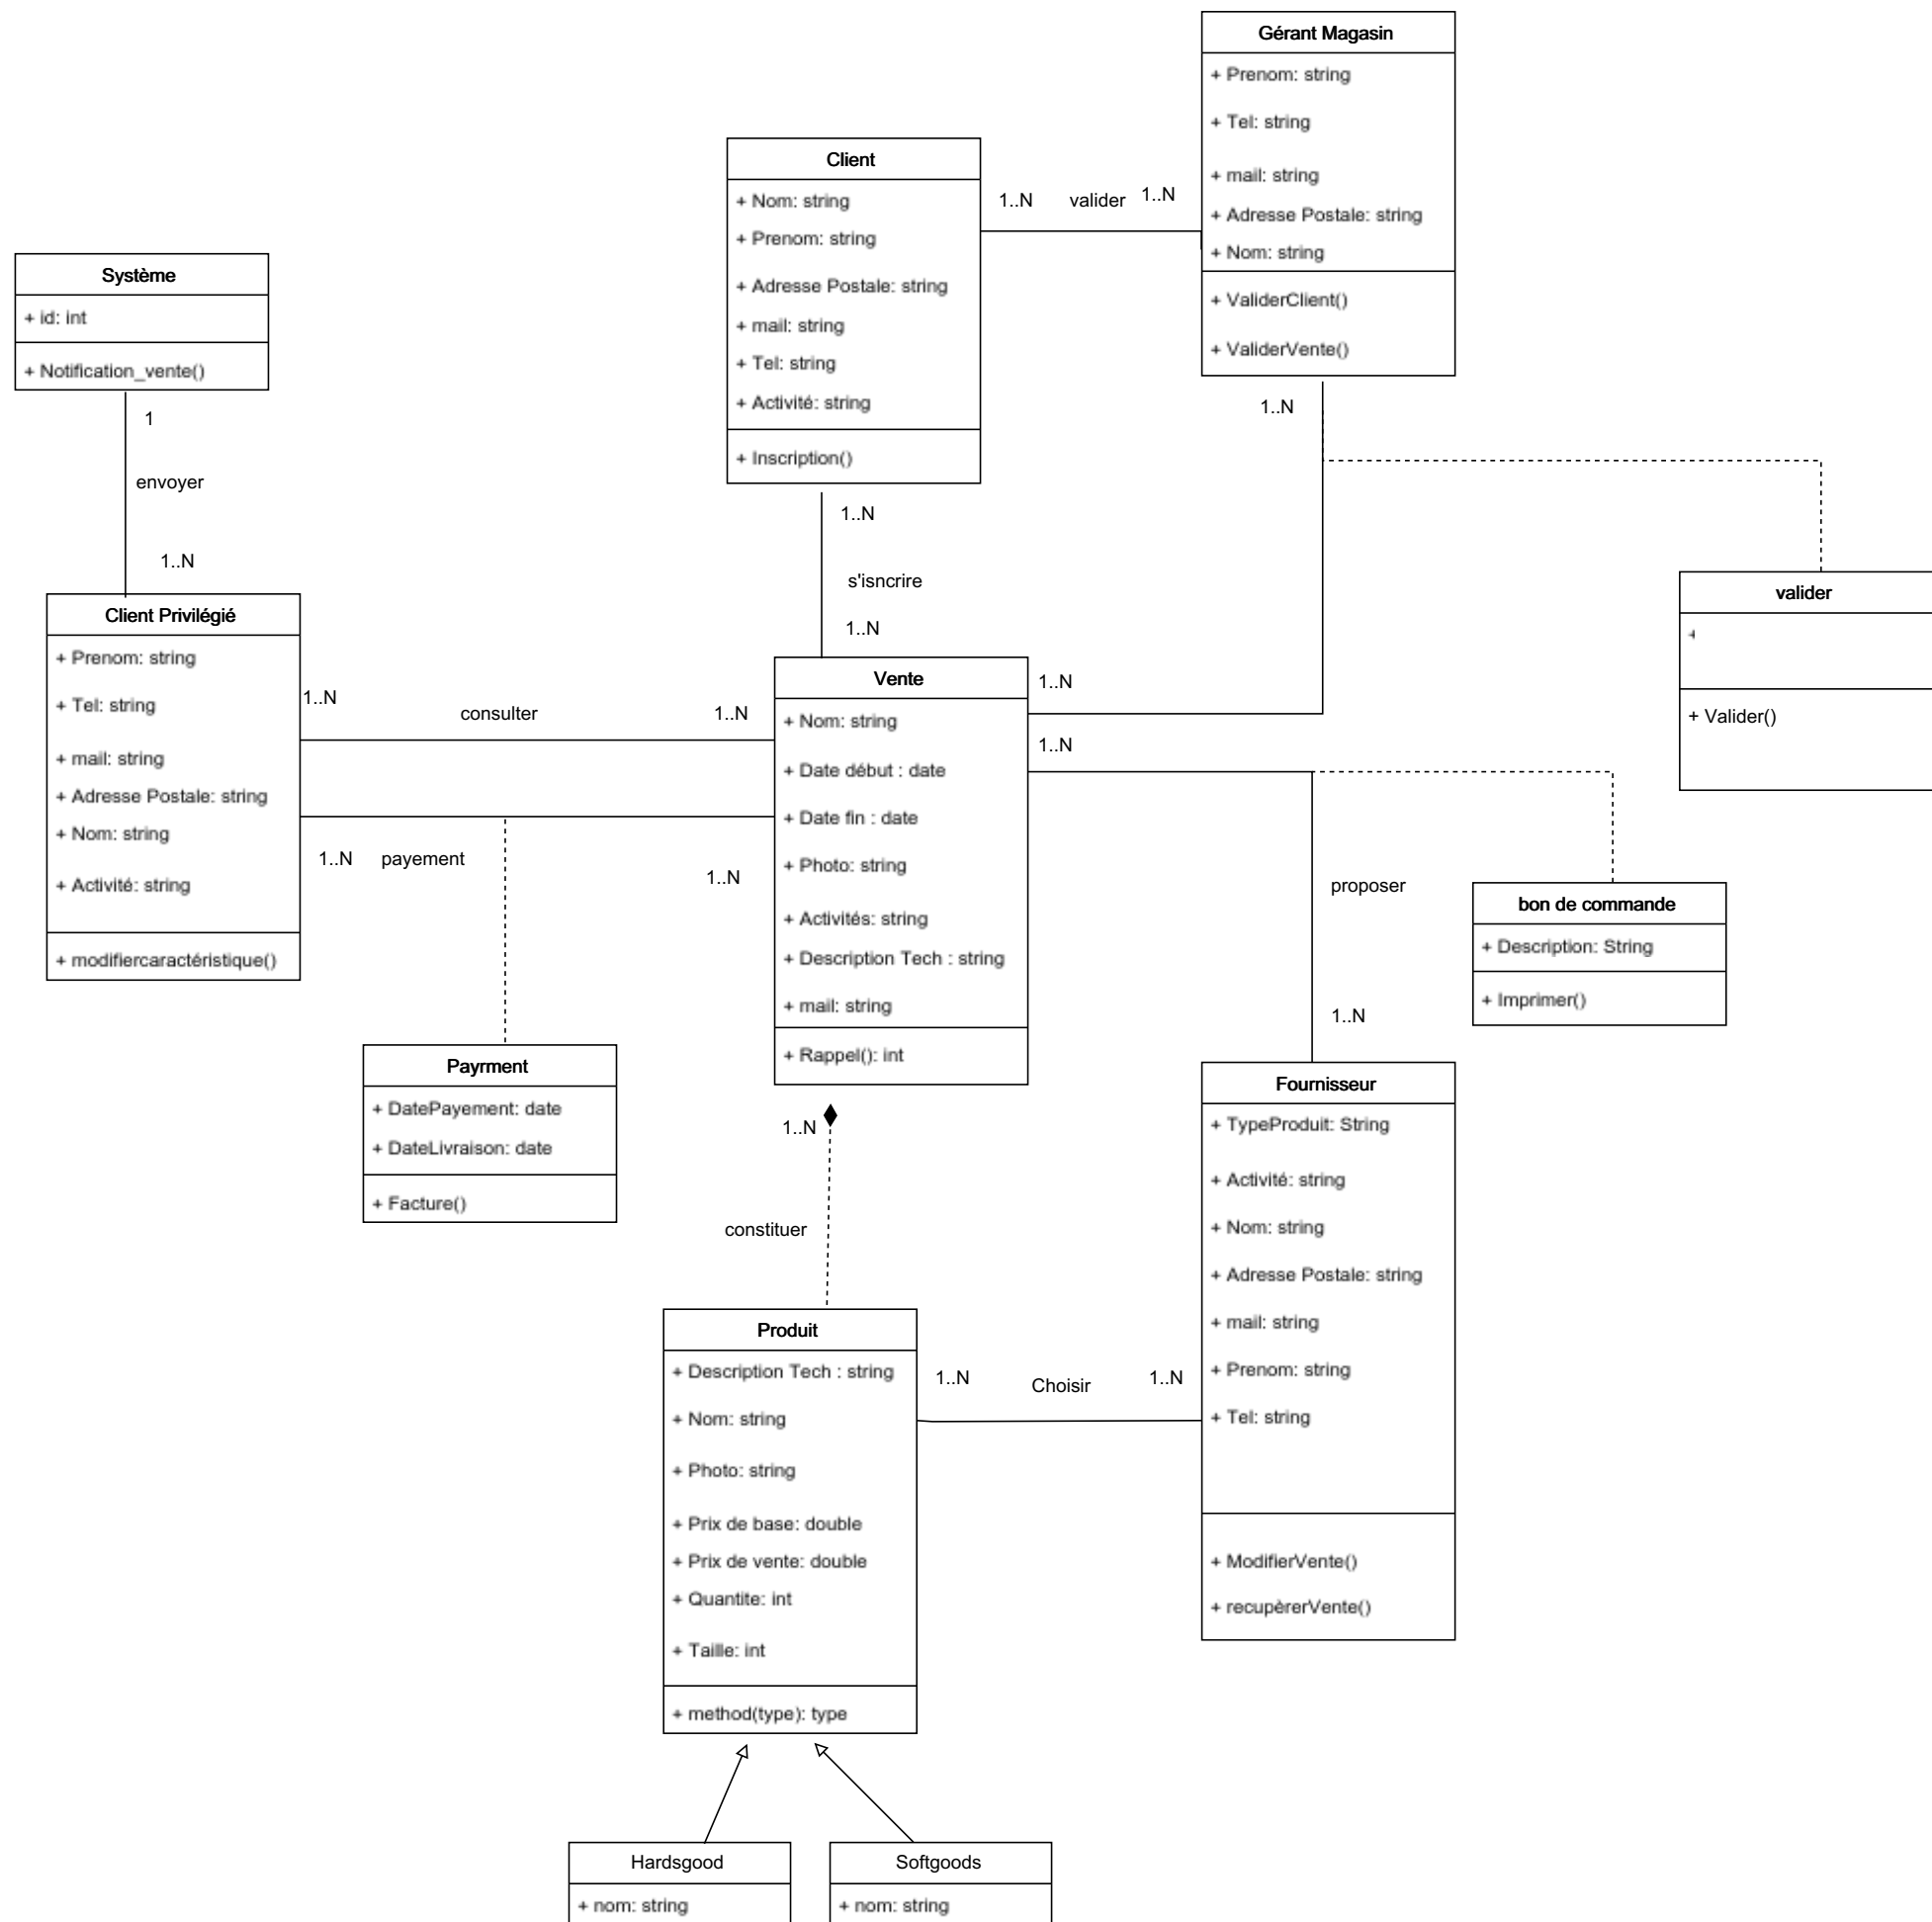 Gérant Magasin
+ Prenom: string
+ Tel: string
+ mail: string
+ Adresse Postale: string
+ Nom: string
+ ValiderClient()
+ ValiderVente()
Client
+ Nom: string
+ Prenom: string
+ Adresse Postale: string
+ mail: string
+ Tel: string
+ Activité: string
+ Inscription()
1..N valider 1..N
Système
+ id: int
+ Notification_vente()
1
envoyer
1..N
1..N
1..N
s'isncrire
1..N
Client Privilégié
+ Prenom: string
+ Tel: string
+ mail: string
+ Adresse Postale: string
+ Nom: string
+ Activité: string
+ modifiercaractéristique()
1..N consulter 1..N
1..N payement 1..N
Vente
+ Nom: string
+ Date début : date
+ Date fin : date
+ Photo: string
+ Activités: string
+ Description Tech : string
+ mail: string
+ Rappel(): int
1..N
1..N
valider
+
+ Valider()
proposer
1..N
bon de commande
+ Description: String
+ Imprimer()
Payrment
+ DatePayement: date
+ DateLivraison: date
+ Facture()
1..N
constituer
Fournisseur
+ TypeProduit: String
+ Activité: string
+ Nom: string
+ Adresse Postale: string
+ mail: string
+ Prenom: string
+ Tel: string
+ ModifierVente()
+ recupèrerVente()
Produit
+ Description Tech : string
+ Nom: string
+ Photo: string
+ Prix de base: double
+ Prix de vente: double
+ Quantite: int
+ Taille: int
+ method(type): type
1..N Choisir 1..N
Hardsgood
+ nom: string
Softgoods
+ nom: string